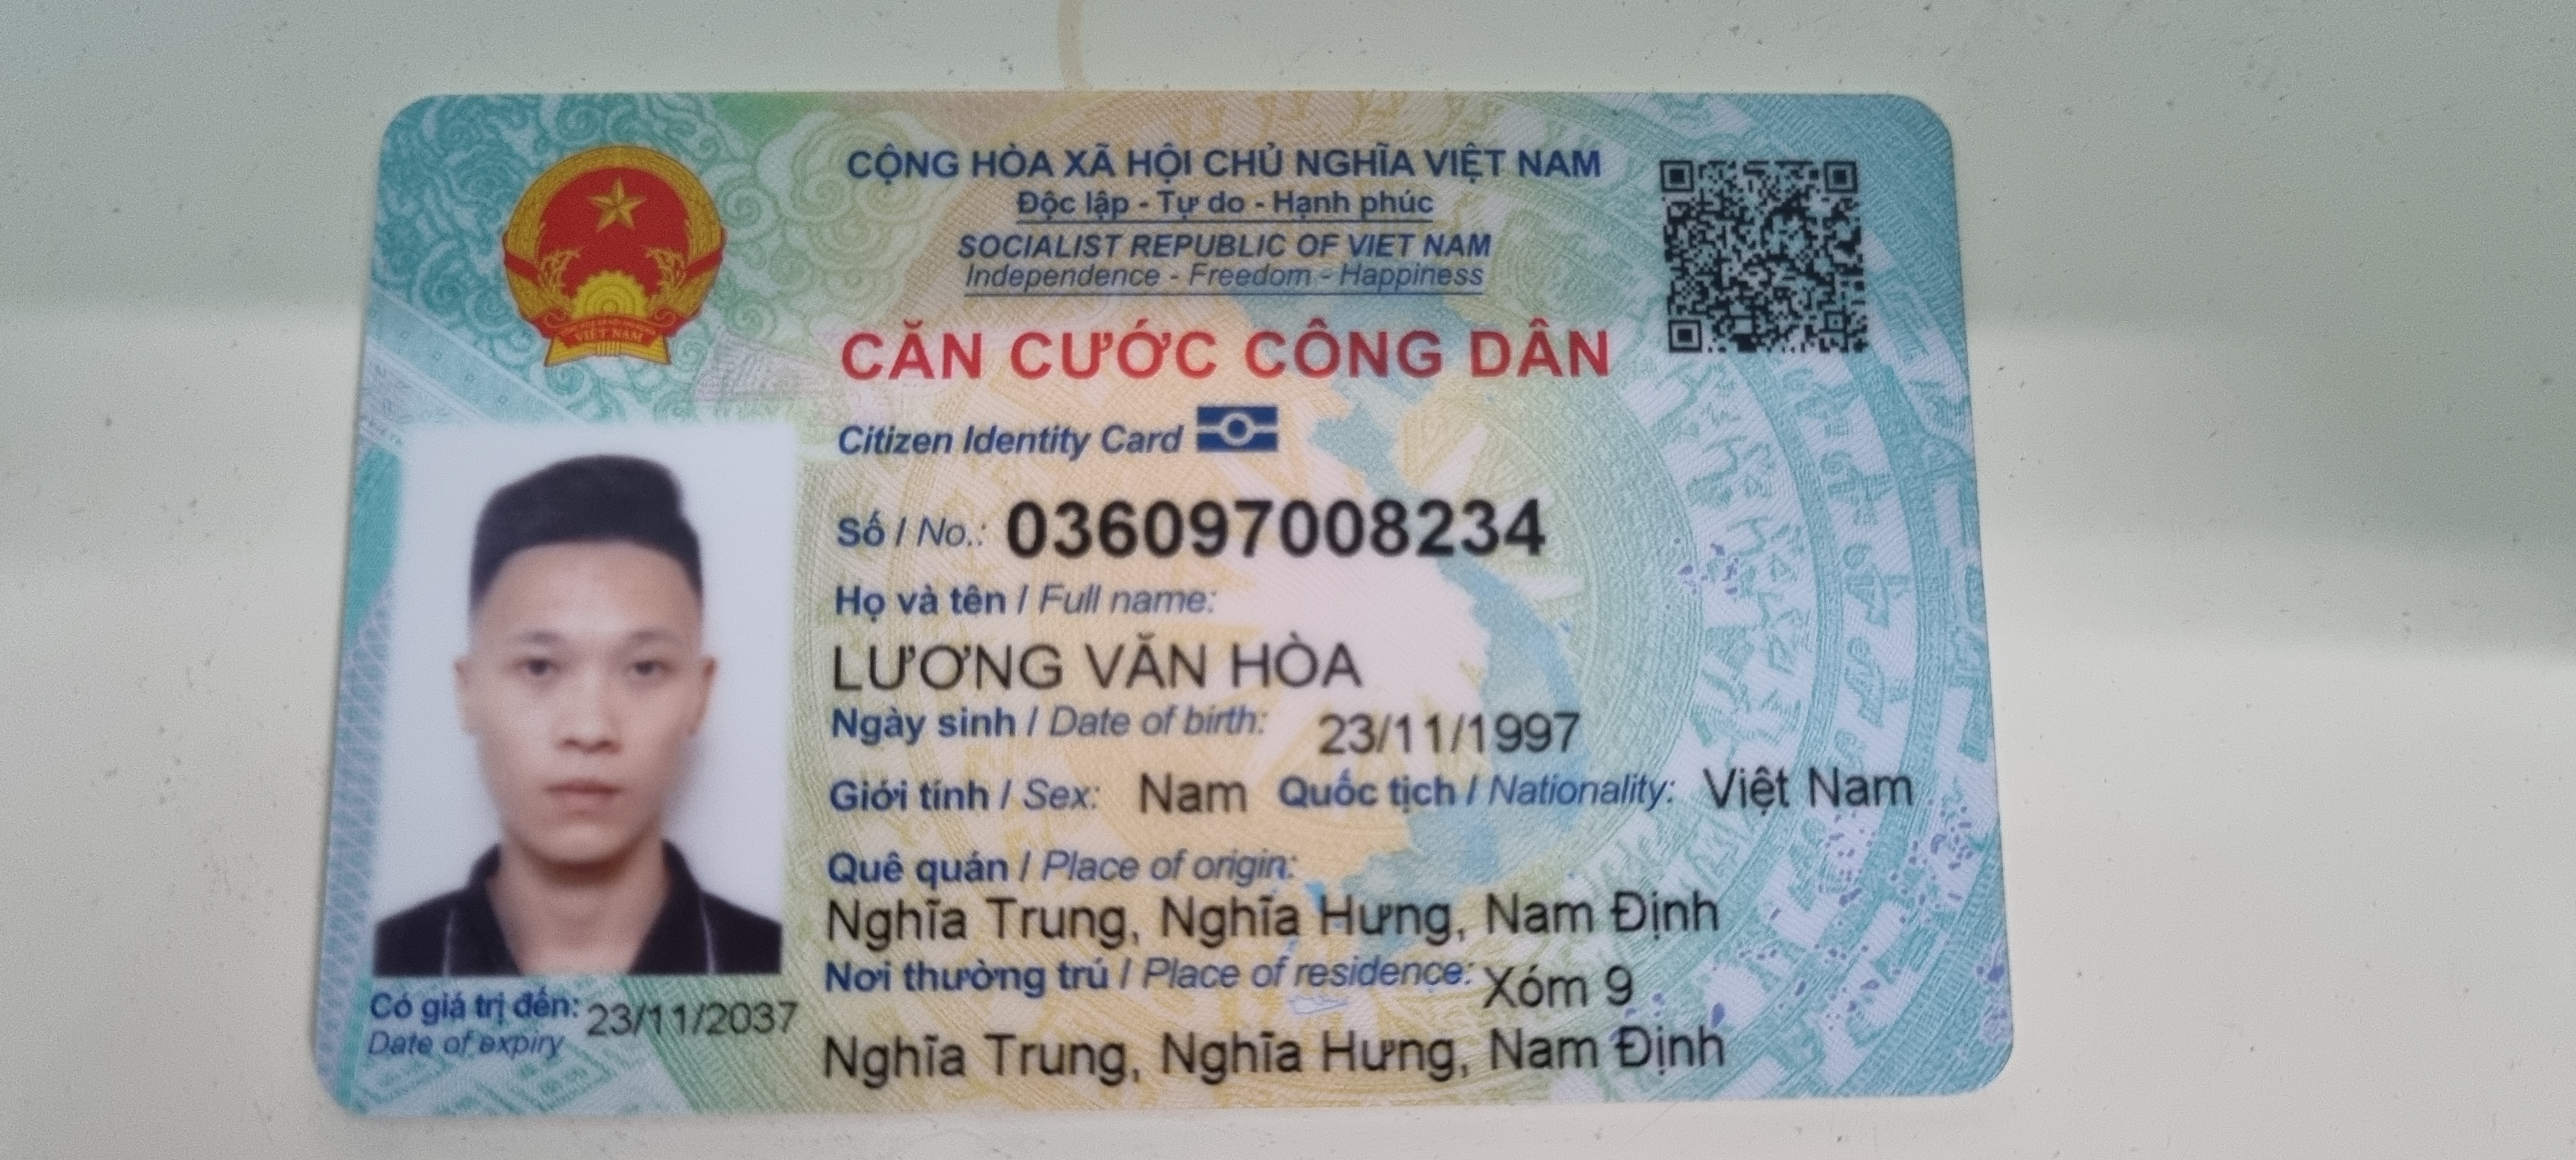 CỘNG HÒA XÃ HỘI CHỦ NGHĨA VIỆT NAM
Độc lập - Tự do - Hạnh phúc
SOCIALIST REPUBLIC OF VIET NAM
Independence - Freedom - Happiness
CĂN CƯỚC CÔNG DÂN
Citizen Identity Card
Số / No.: 036097008234
Họ và tên / Full name:
LƯƠNG VĂN HÒA
Ngày sinh / Date of birth: 23/11/1997
Giới tính / Sex: Nam Quốc tịch / Nationality: Việt Nam
Quê quán / Place of origin:
Nghĩa Trung, Nghĩa Hưng, Nam Định
Nơi thường trú / Place of residence: Xóm 9
Nghĩa Trung, Nghĩa Hưng, Nam Định
Có giá trị đến: 23/11/2037
Date of expiry